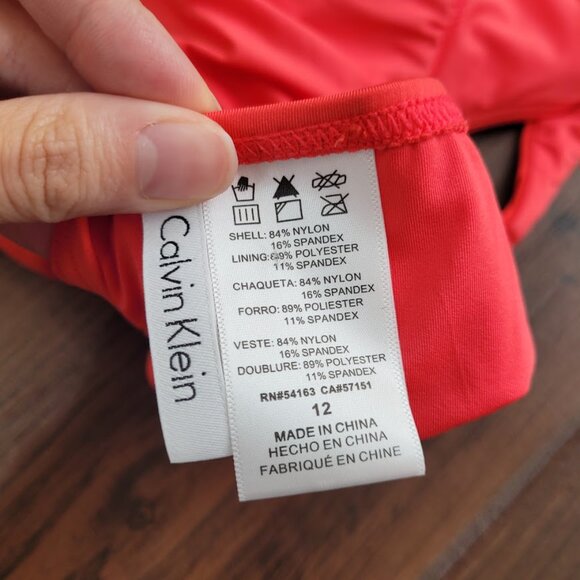 Calvin Klein
SHELL: 84% NYLON
16% SPANDEX
LINING: 89% POLYESTER
11% SPANDEX
CHAQUETA: 84% NYLON
16% SPANDEX
FORRO: 89% POLIESTER
11% SPANDEX
VESTE: 84% NYLON
16% SPANDEX
DOUBLURE: 89% POLYESTER
11% SPANDEX
RN#54163 CA#57151
12
MADE IN CHINA
HECHO EN CHINA
FABRIQUÉ EN CHINE